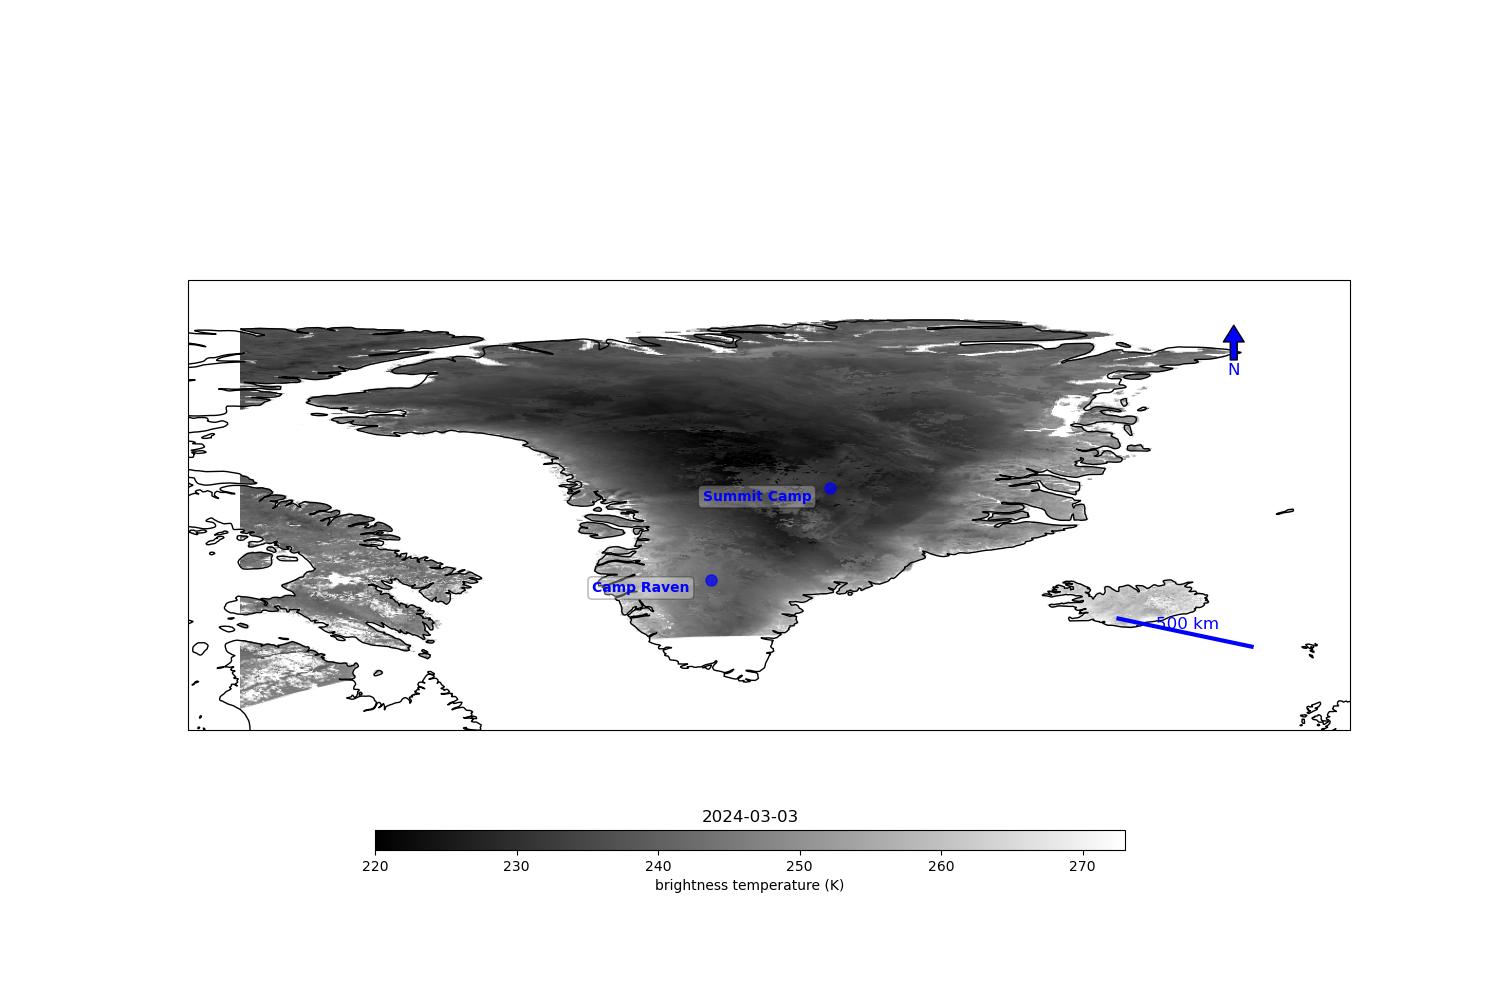 N
Summit Camp
Camp Raven
500 km
2024-03-03
220 230 240 250 260 270
brightness temperature (K)